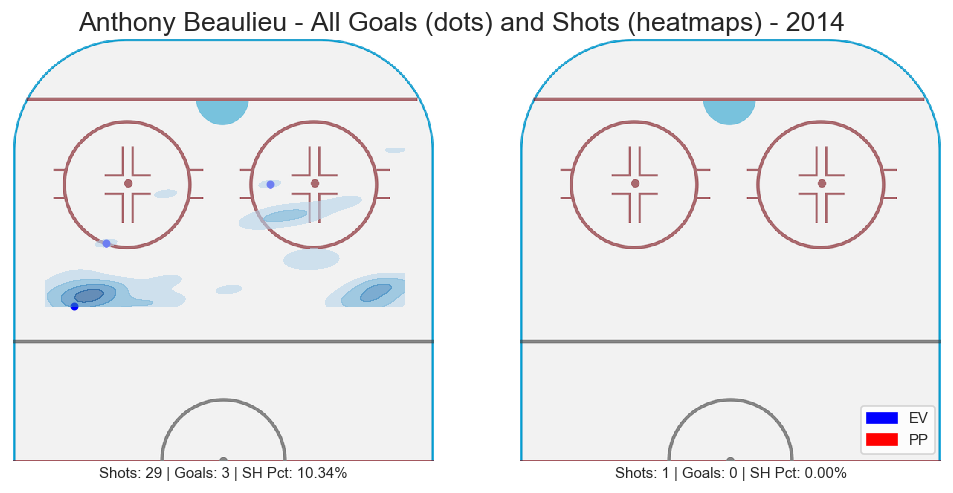 Anthony Beaulieu - All Goals (dots) and Shots (heatmaps) - 2014
EV
PP
Shots: 29 | Goals: 3 | SH Pct: 10.34%
Shots: 1 | Goals: 0 | SH Pct: 0.00%